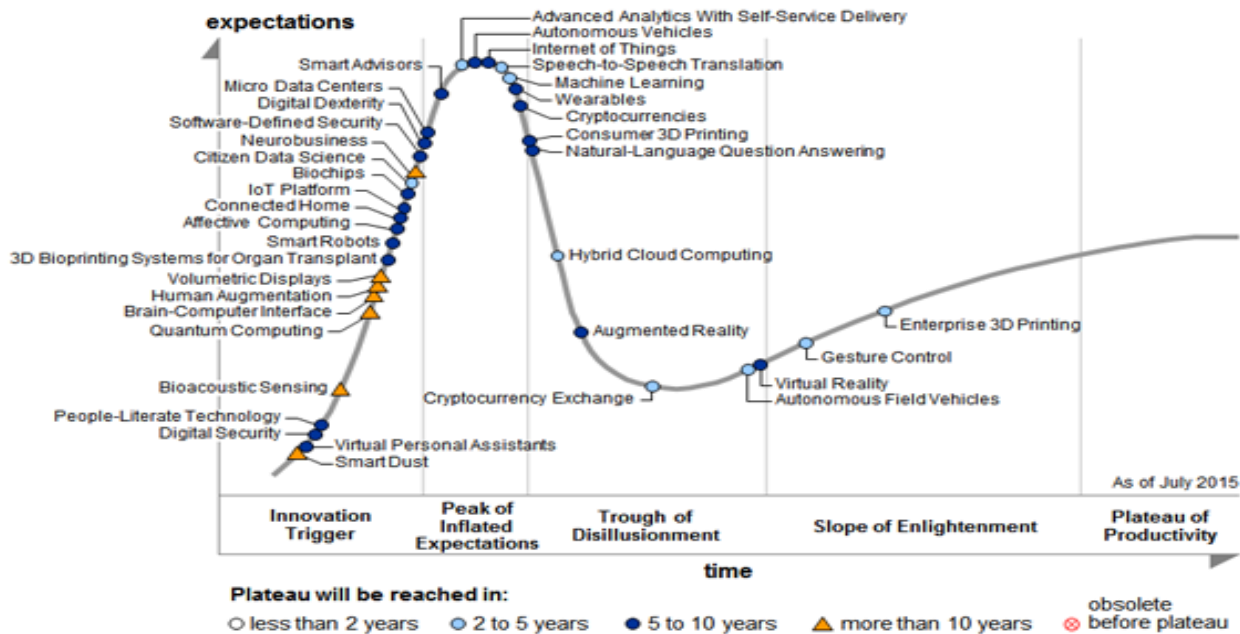 expectations
Advanced Analytics With Self-Service Delivery
Autonomous Vehicles
Internet of Things
Speech-to-Speech Translation
Machine Learning
Wearables
Cryptocurrencies
Consumer 3D Printing
Natural-Language Question Answering
Smart Advisors
Micro Data Centers
Digital Dexterity
Software-Defined Security
Neurobusiness
Citizen Data Science
Biochips
IoT Platform
Connected Home
Affective Computing
Smart Robots
3D Bioprinting Systems for Organ Transplant
Volumetric Displays
Human Augmentation
Brain-Computer Interface
Quantum Computing
Bioacoustic Sensing
People-Literate Technology
Digital Security
Virtual Personal Assistants
Smart Dust
Hybrid Cloud Computing
Augmented Reality
Cryptocurrency Exchange
Enterprise 3D Printing
Gesture Control
Virtual Reality
Autonomous Field Vehicles
As of July 2015
Innovation
Trigger
Peak of
Inflated
Expectations
Trough of
Disillusionment
Slope of Enlightenment
Plateau of
Productivity
time
Plateau will be reached in:
less than 2 years
2 to 5 years
5 to 10 years
more than 10 years
obsolete
before plateau